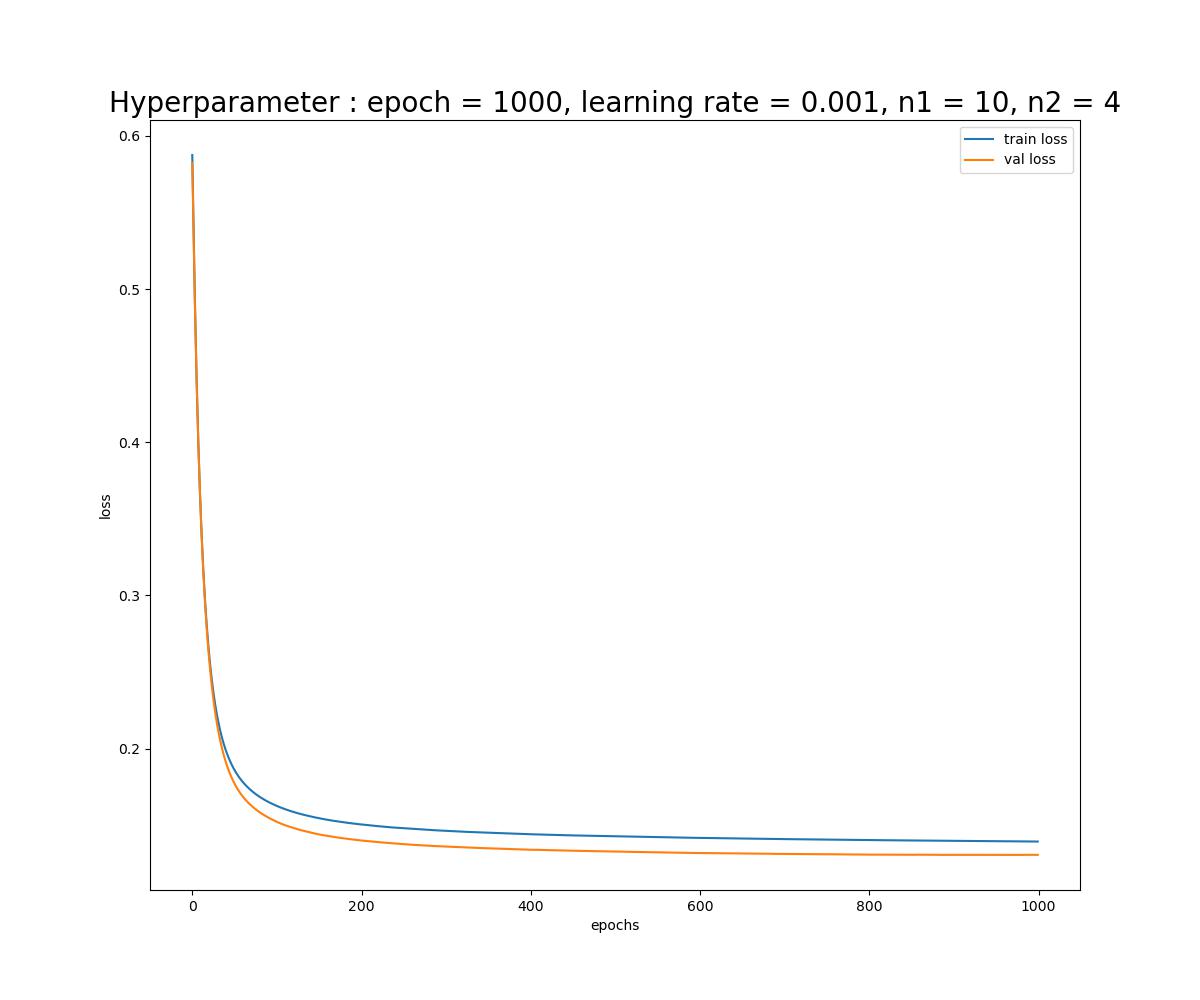 Hyperparameter : epoch = 1000, learning rate = 0.001, n1 = 10, n2 = 4
train loss
val loss
0.6
0.5
0.4
0.3
0.2
loss
0 200 400 600 800 1000
epochs